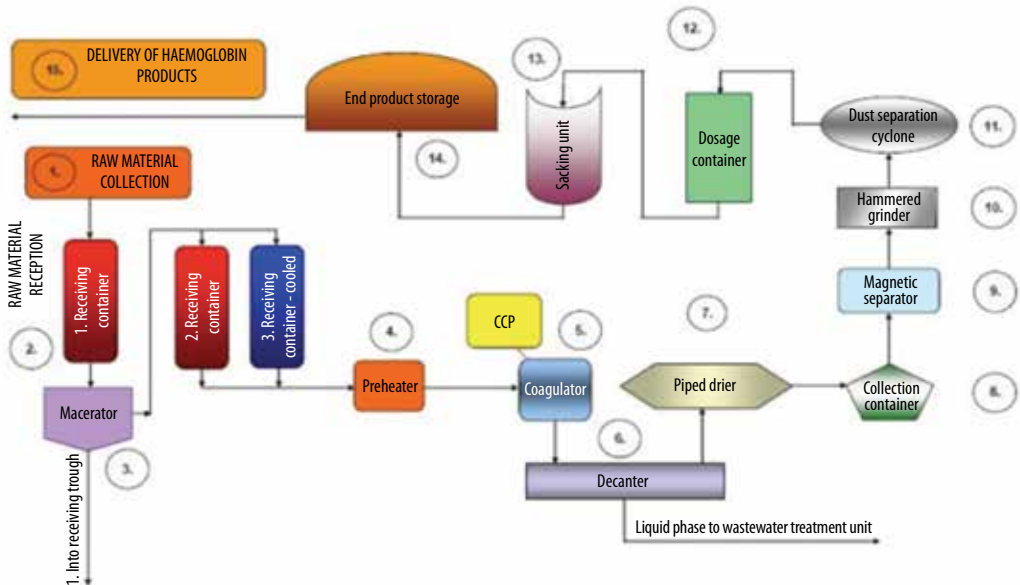 15.
DELIVERY OF HAEMOGLOBIN
PRODUCTS
End product storage
14.
13.
Sacking unit
12.
Dosage
container
Dust separation
cyclone
11.
Hammered
grinder
10.
Magnetic
separator
9.
1.
RAW MATERIAL
COLLECTION
RAW MATERIAL
RECEPTION
1. Receiving
container
2.
2. Receiving
container
3. Receiving
container - cooled
Macerator
3.
1. Into receiving trough
4.
Preheater
CCP
5.
Coagulator
6.
Decanter
Liquid phase to wastewater treatment unit
7.
Piped drier
Collection
container
8.